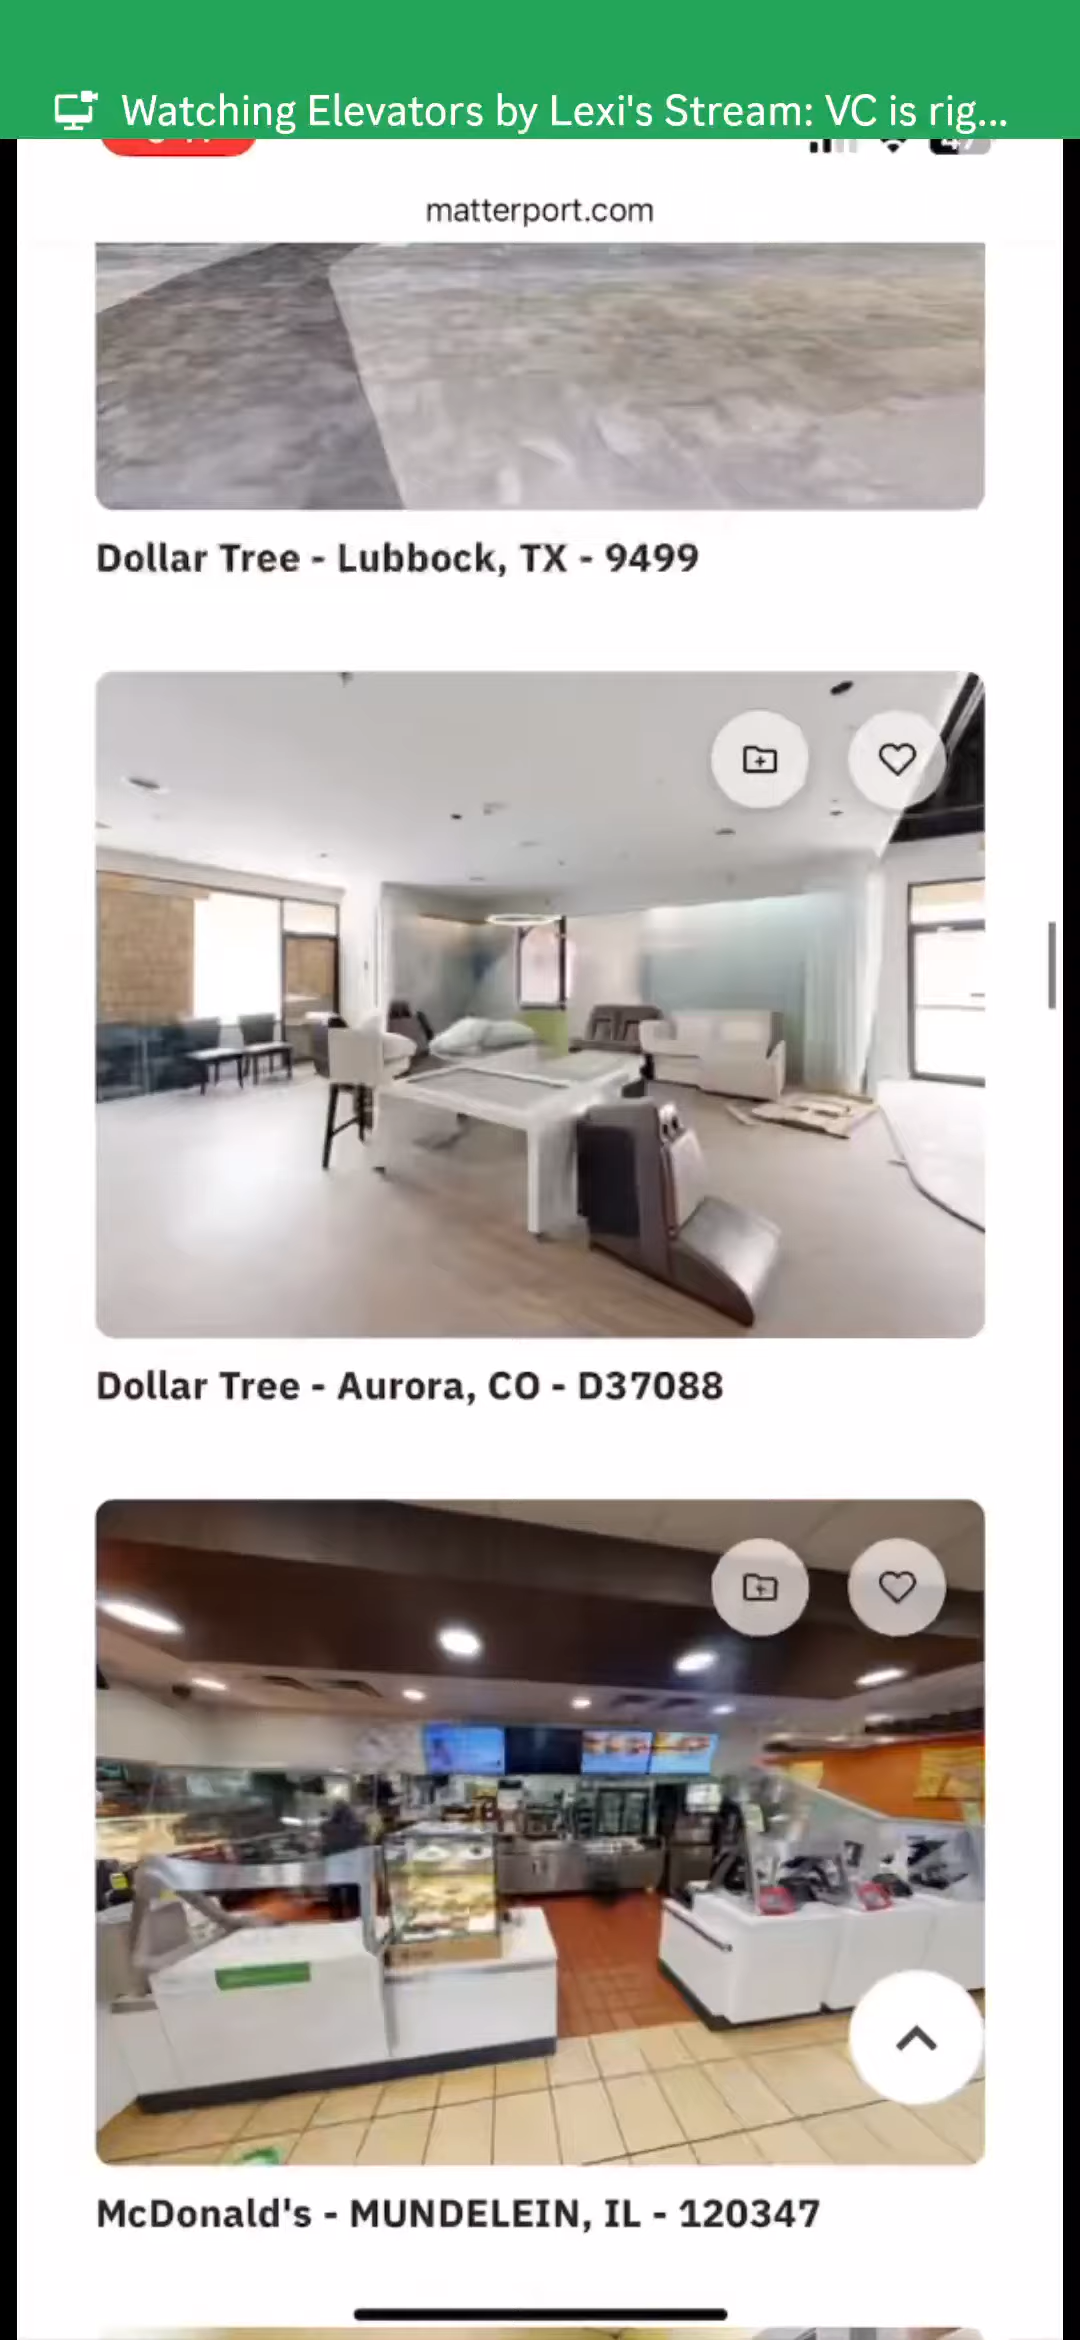 Watching Elevators by Lexi's Stream: VC is rig...
matterport.com
Dollar Tree - Lubbock, TX - 9499
Dollar Tree - Aurora, CO - D37088
McDonald's - MUNDELEIN, IL - 120347